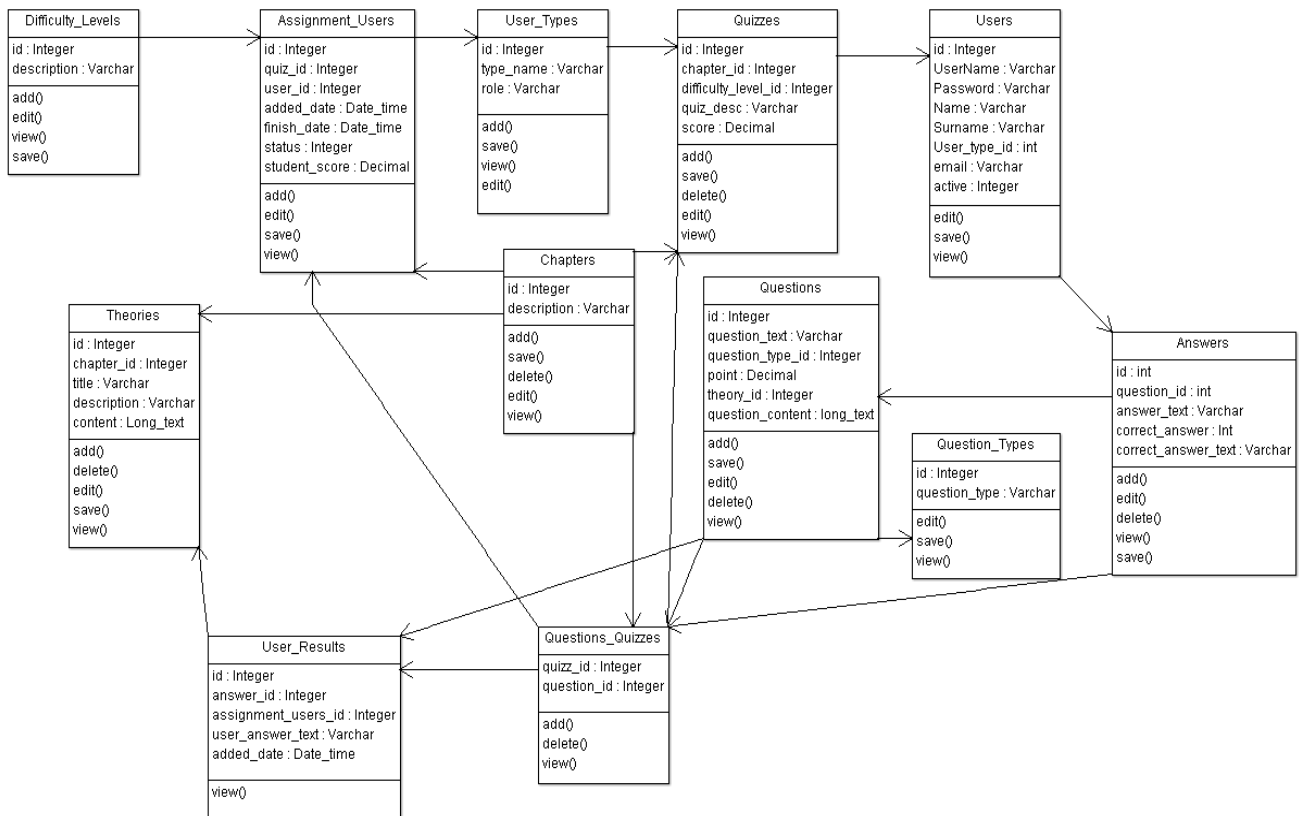 Difficulty_Levels
id : Integer
description : Varchar
add()
edit()
view()
save()
Assignment_Users
id : Integer
quiz_id : Integer
user_id : Integer
added_date : Date_time
finish_date : Date_time
status : Integer
student_score : Decimal
add()
edit()
save()
view()
User_Types
id : Integer
type_name : Varchar
role : Varchar
add()
save()
view()
edit()
Quizzes
id : Integer
chapter_id : Integer
difficulty_level_id : Integer
quiz_desc : Varchar
score : Decimal
add()
save()
delete()
edit()
view()
Users
id : Integer
UserName : Varchar
Password : Varchar
Name : Varchar
Surname : Varchar
User_type_id : int
email : Varchar
active : Integer
edit()
save()
view()
Chapters
id : Integer
description : Varchar
add()
save()
delete()
edit()
view()
Theories
id : Integer
chapter_id : Integer
title : Varchar
description : Varchar
content : Long_text
add()
delete()
edit()
save()
view()
Questions
id : Integer
question_text : Varchar
question_type_id : Integer
point : Decimal
theory_id : Integer
question_content : long_text
add()
save()
edit()
delete()
view()
Answers
id : int
question_id : int
answer_text : Varchar
correct_answer : Int
correct_answer_text : Varchar
add()
edit()
delete()
view()
save()
Question_Types
id : Integer
question_type : Varchar
edit()
save()
view()
User_Results
id : Integer
answer_id : Integer
assignment_users_id : Integer
user_answer_text : Varchar
added_date : Date_time
view()
Questions_Quizzes
quizz_id : Integer
question_id : Integer
add()
delete()
view()